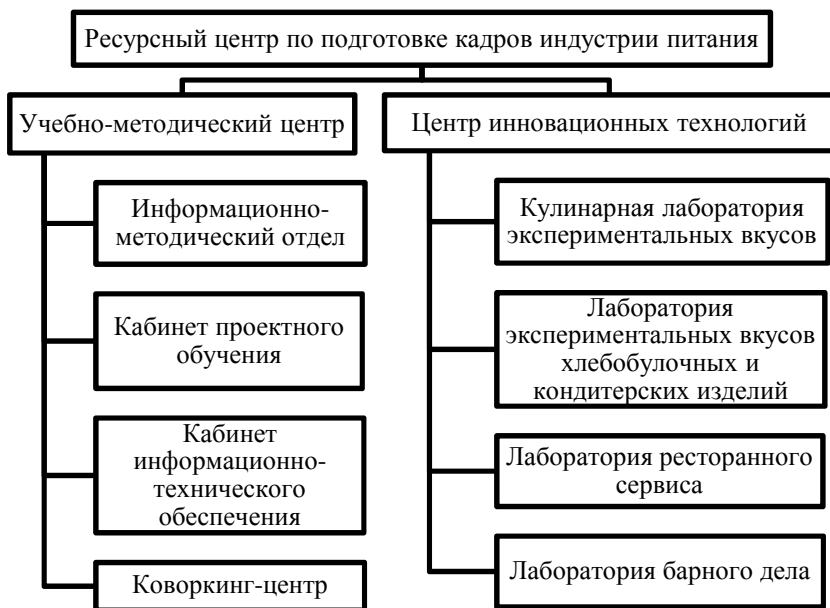 Ресурсный центр по подготовке кадров индустрии питания
Учебно-методический центр
Информационно-
методический отдел
Кабинет проектного
обучения
Кабинет
информационно-
технического
обеспечения
Коворкинг-центр
Центр инновационных технологий
Кулинарная лаборатория
экспериментальных вкусов
Лаборатория
экспериментальных вкусов
хлебобулочных и
кондитерских изделий
Лаборатория ресторанного
сервиса
Лаборатория барного дела